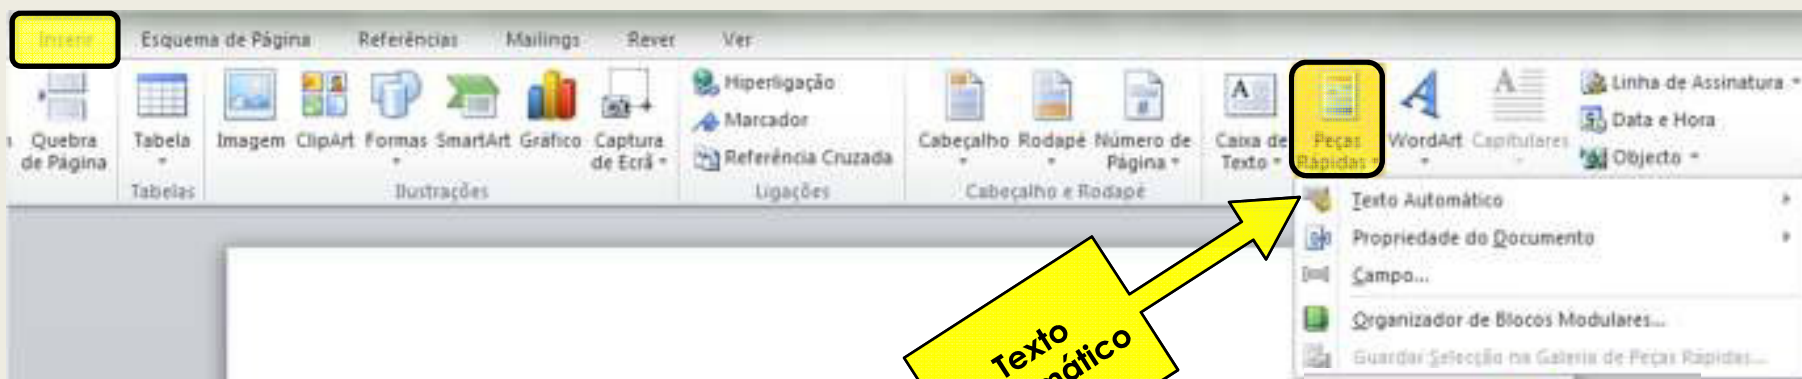 Inserir Esquema de Página Referências Mailings Rever Ver
Quebra de Página
Tabela
Imagem
ClipArt
Formas
SmartArt
Gráfico
Captura de Ecrã
Hiperligação
Marcador
Referência Cruzada
Cabeçalho
Rodapé
Número de Página
Caixa de Texto
Peças Rápidas
WordArt
Capitulares
Linha de Assinatura
Data e Hora
Objecto
Tabelas
Ilustrações
Ligações
Cabeçalho e Rodapé
Texto Automático
Propriedade do Documento
Campo...
Organizador de Blocos Modulares...
Guardar Selecção na Galeria de Peças Rápidas...
Texto